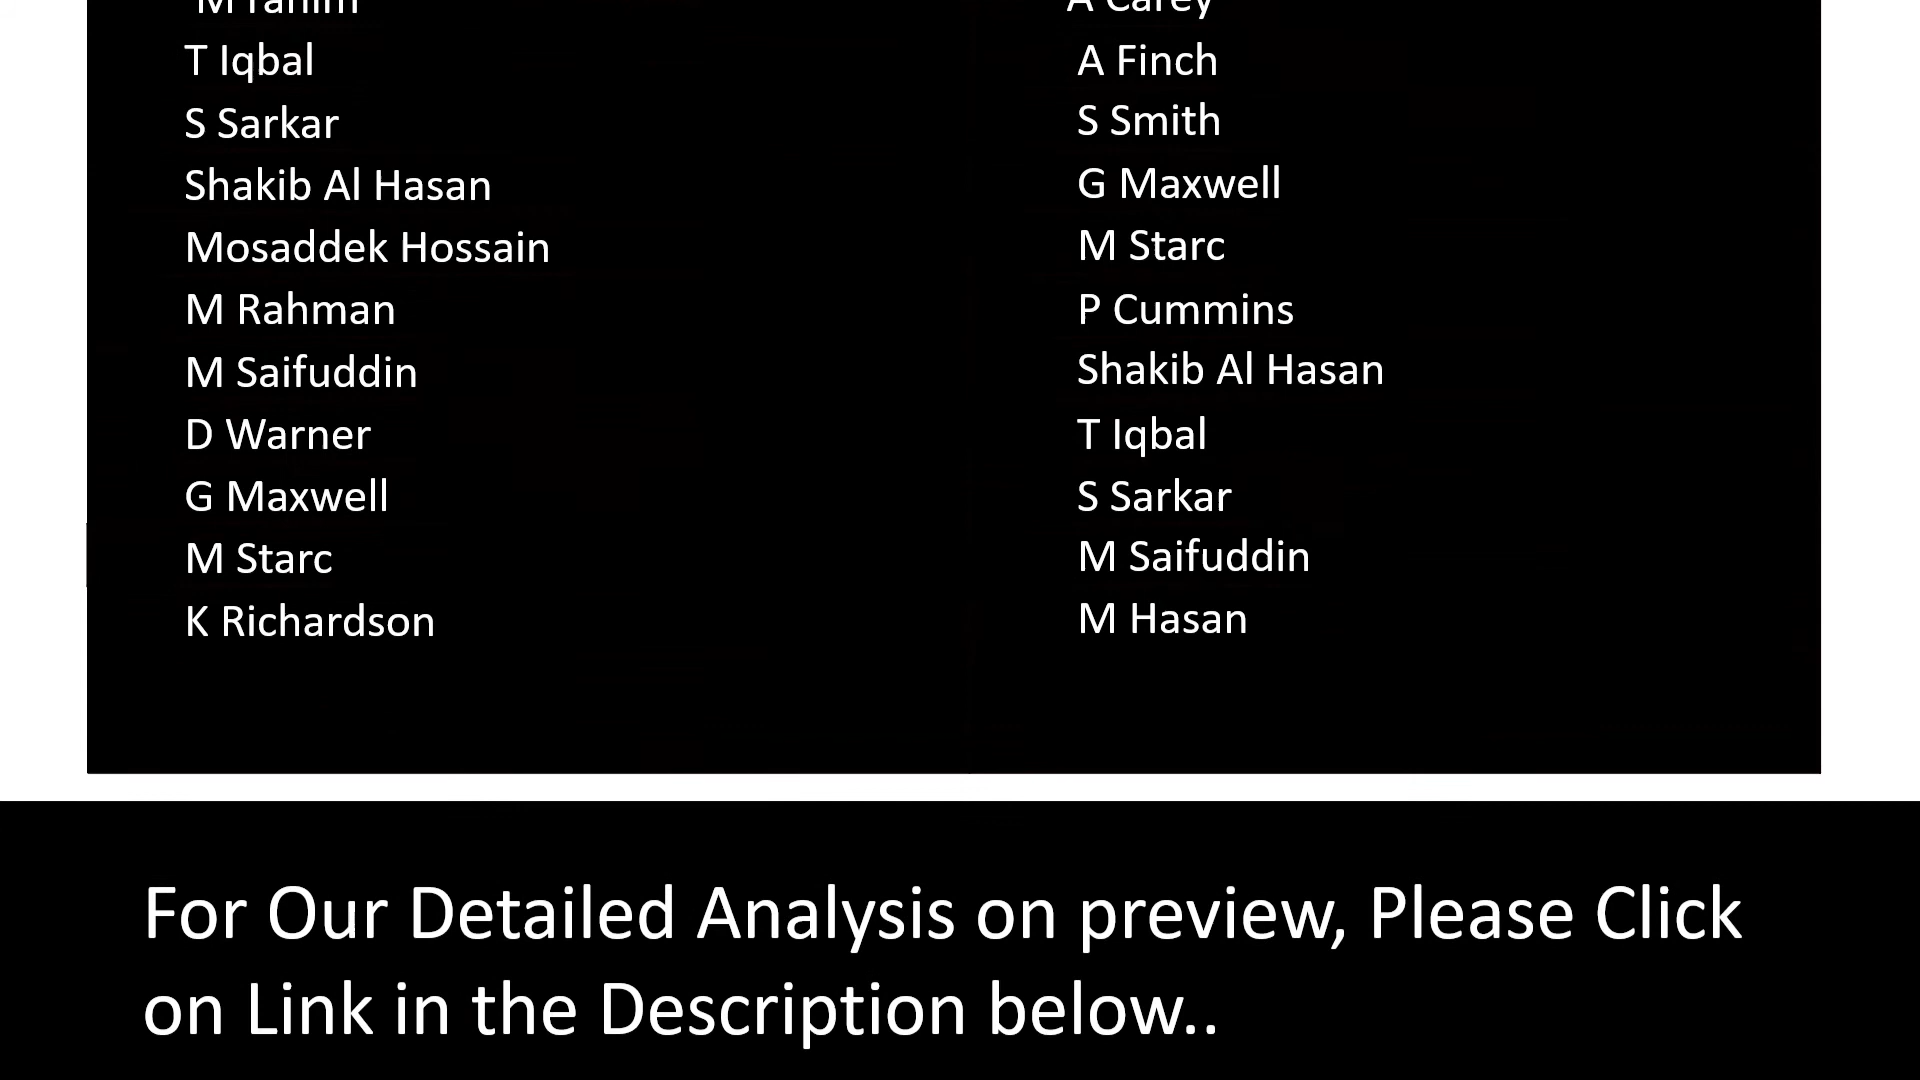 M rahim
T Iqbal
S Sarkar
Shakib Al Hasan
Mosaddek Hossain
M Rahman
M Saifuddin
D Warner
G Maxwell
M Starc
K Richardson
A Carey
A Finch
S Smith
G Maxwell
M Starc
P Cummins
Shakib Al Hasan
T Iqbal
S Sarkar
M Saifuddin
M Hasan
For Our Detailed Analysis on preview, Please Click
on Link in the Description below..